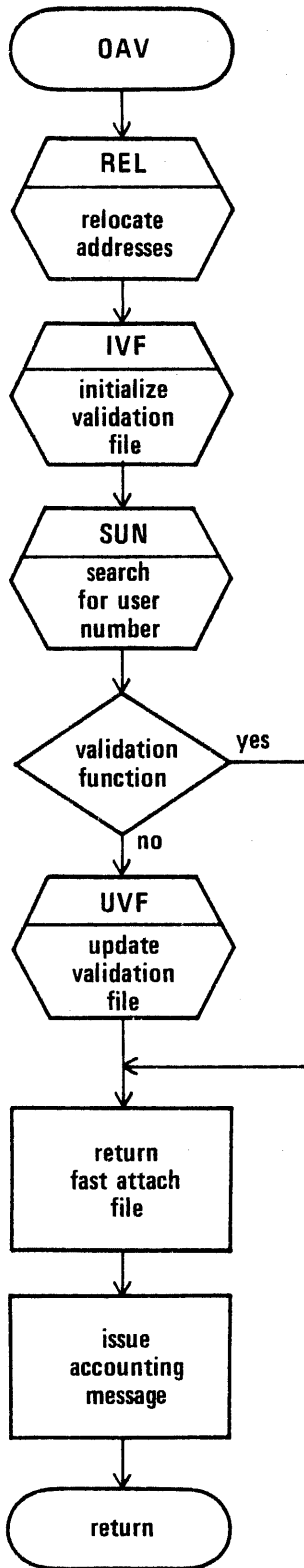 OAV
REL
relocate
addresses
IVF
initialize
validation
file
SUN
search
for user
number
validation
function
yes
no
UVF
update
validation
file
return
fast attach
file
issue
accounting
message
return